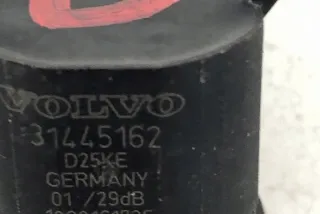 VOLVO
31445162
D25KE
GERMANY
01 /29dB